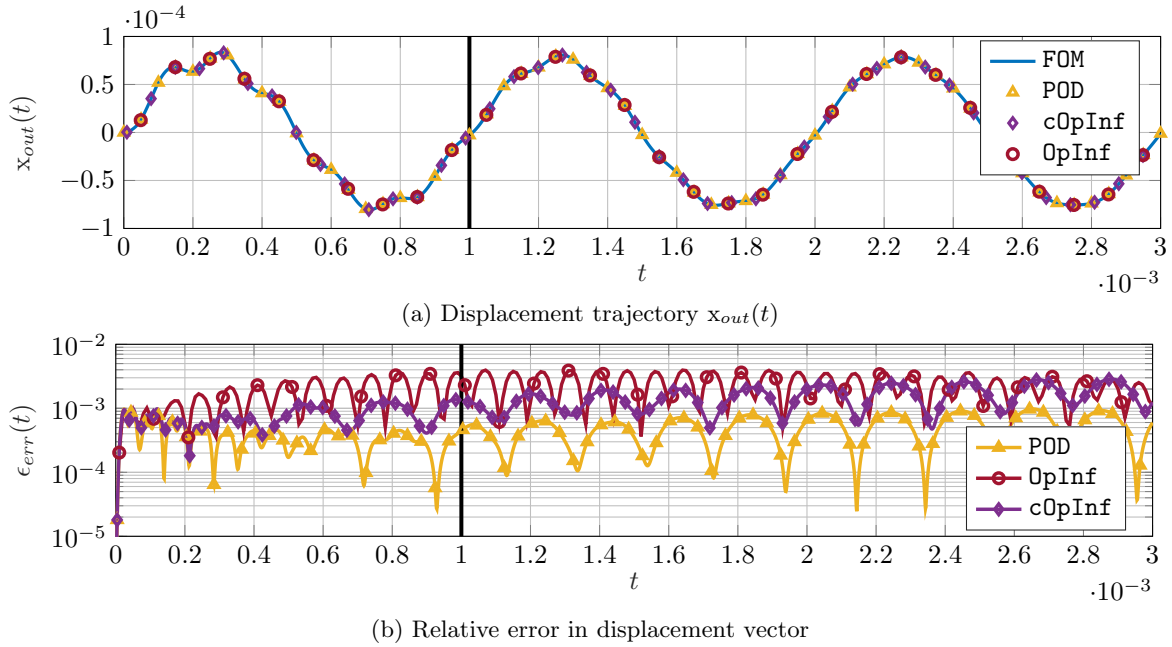 ·10⁻⁴
1
0.5
0
−0.5
−1
x_out(t)
FOM
POD
cOpInf
OpInf
0 0.2 0.4 0.6 0.8 1 1.2 1.4 1.6 1.8 2 2.2 2.4 2.6 2.8 3
t
·10⁻³
(a) Displacement trajectory x_out(t)
10⁻²
10⁻³
10⁻⁴
10⁻⁵
ϵ_err(t)
POD
OpInf
cOpInf
0 0.2 0.4 0.6 0.8 1 1.2 1.4 1.6 1.8 2 2.2 2.4 2.6 2.8 3
t
·10⁻³
(b) Relative error in displacement vector